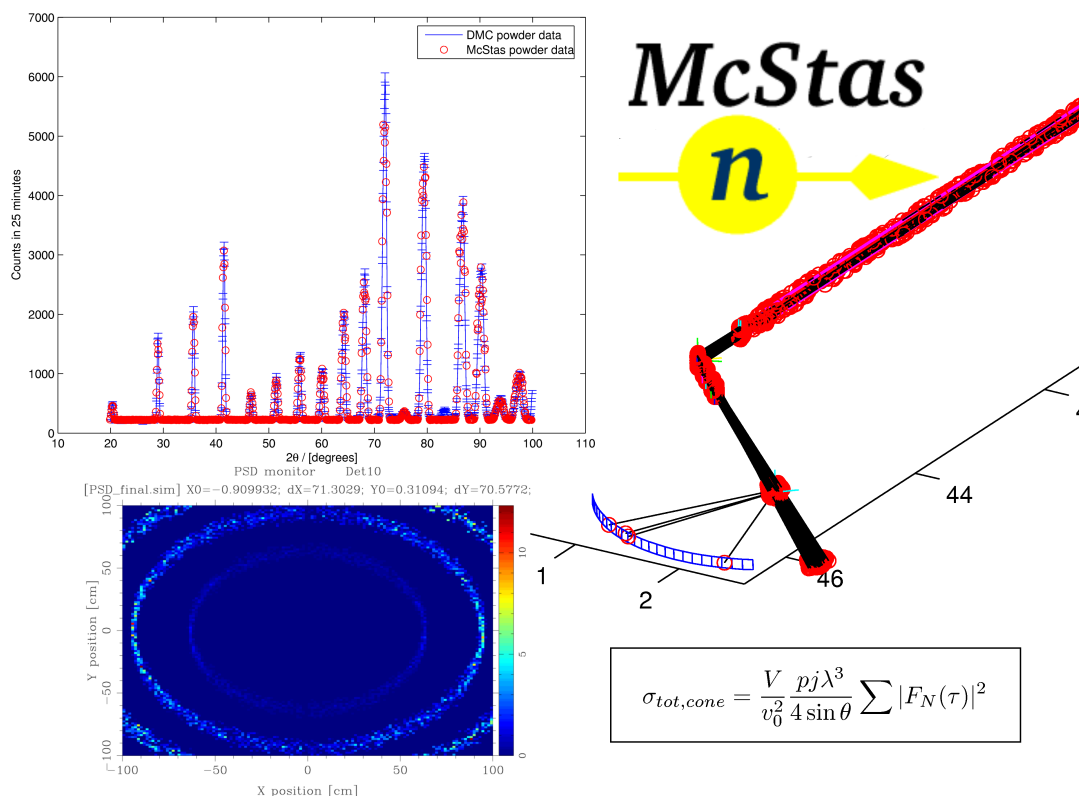 7000
6000
5000
4000
3000
2000
1000
0
Counts in 25 minutes
DMC powder data
McStas powder data
10 20 30 40 50 60 70 80 90 100 110
2θ / [degrees]
McStas
n
1
2
44
46
PSD monitor Det10
[PSD_final.sim] X0=−0.909932; dX=71.3029; Y0=0.31094; dY=70.5772;
100
50
0
−50
−100
Y position [cm]
−100 −50 0 50 100
X position [cm]
10
5
0
σ_{tot,cone} = \frac{V}{v_0^2} \frac{pjλ^3}{4 sin θ} ∑ |F_N(τ)|^2